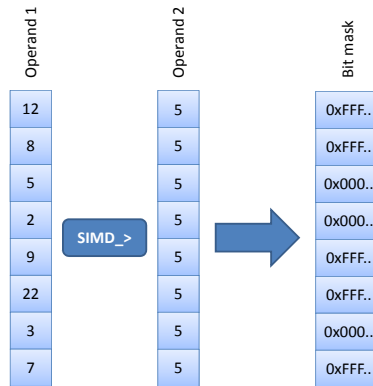 Operand 1
Operand 2
Bit mask
12
5
0xFFF..
8
5
0xFFF..
5
5
0x000..
2
SIMD_>
5
0x000..
9
5
0xFFF..
22
5
0xFFF..
3
5
0x000..
7
5
0xFFF..